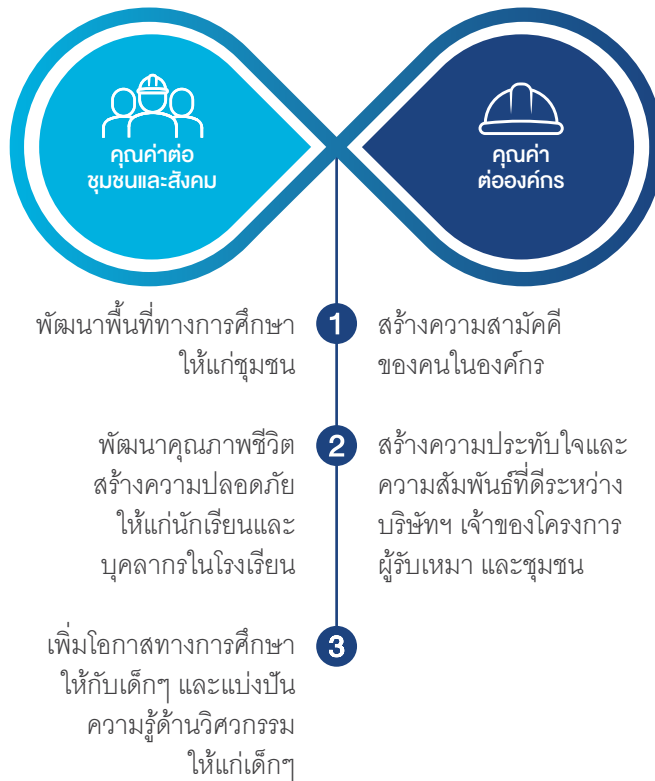 คุณค่าต่อ
ชุมชนและสังคม
คุณค่า
ต่อองค์กร
พัฒนาพื้นที่ทางการศึกษา
ให้แก่ชุมชน
1
สร้างความสามัคคี
ของคนในองค์กร
พัฒนาคุณภาพชีวิต
สร้างความปลอดภัย
ให้แก่นักเรียนและ
บุคลากรในโรงเรียน
2
สร้างความประทับใจและ
ความสัมพันธ์ที่ดีระหว่าง
บริษัทฯ เจ้าของโครงการ
ผู้รับเหมา และชุมชน
เพิ่มโอกาสทางการศึกษา
ให้กับเด็กๆ และแบ่งปัน
ความรู้ด้านวิศวกรรม
ให้แก่เด็กๆ
3